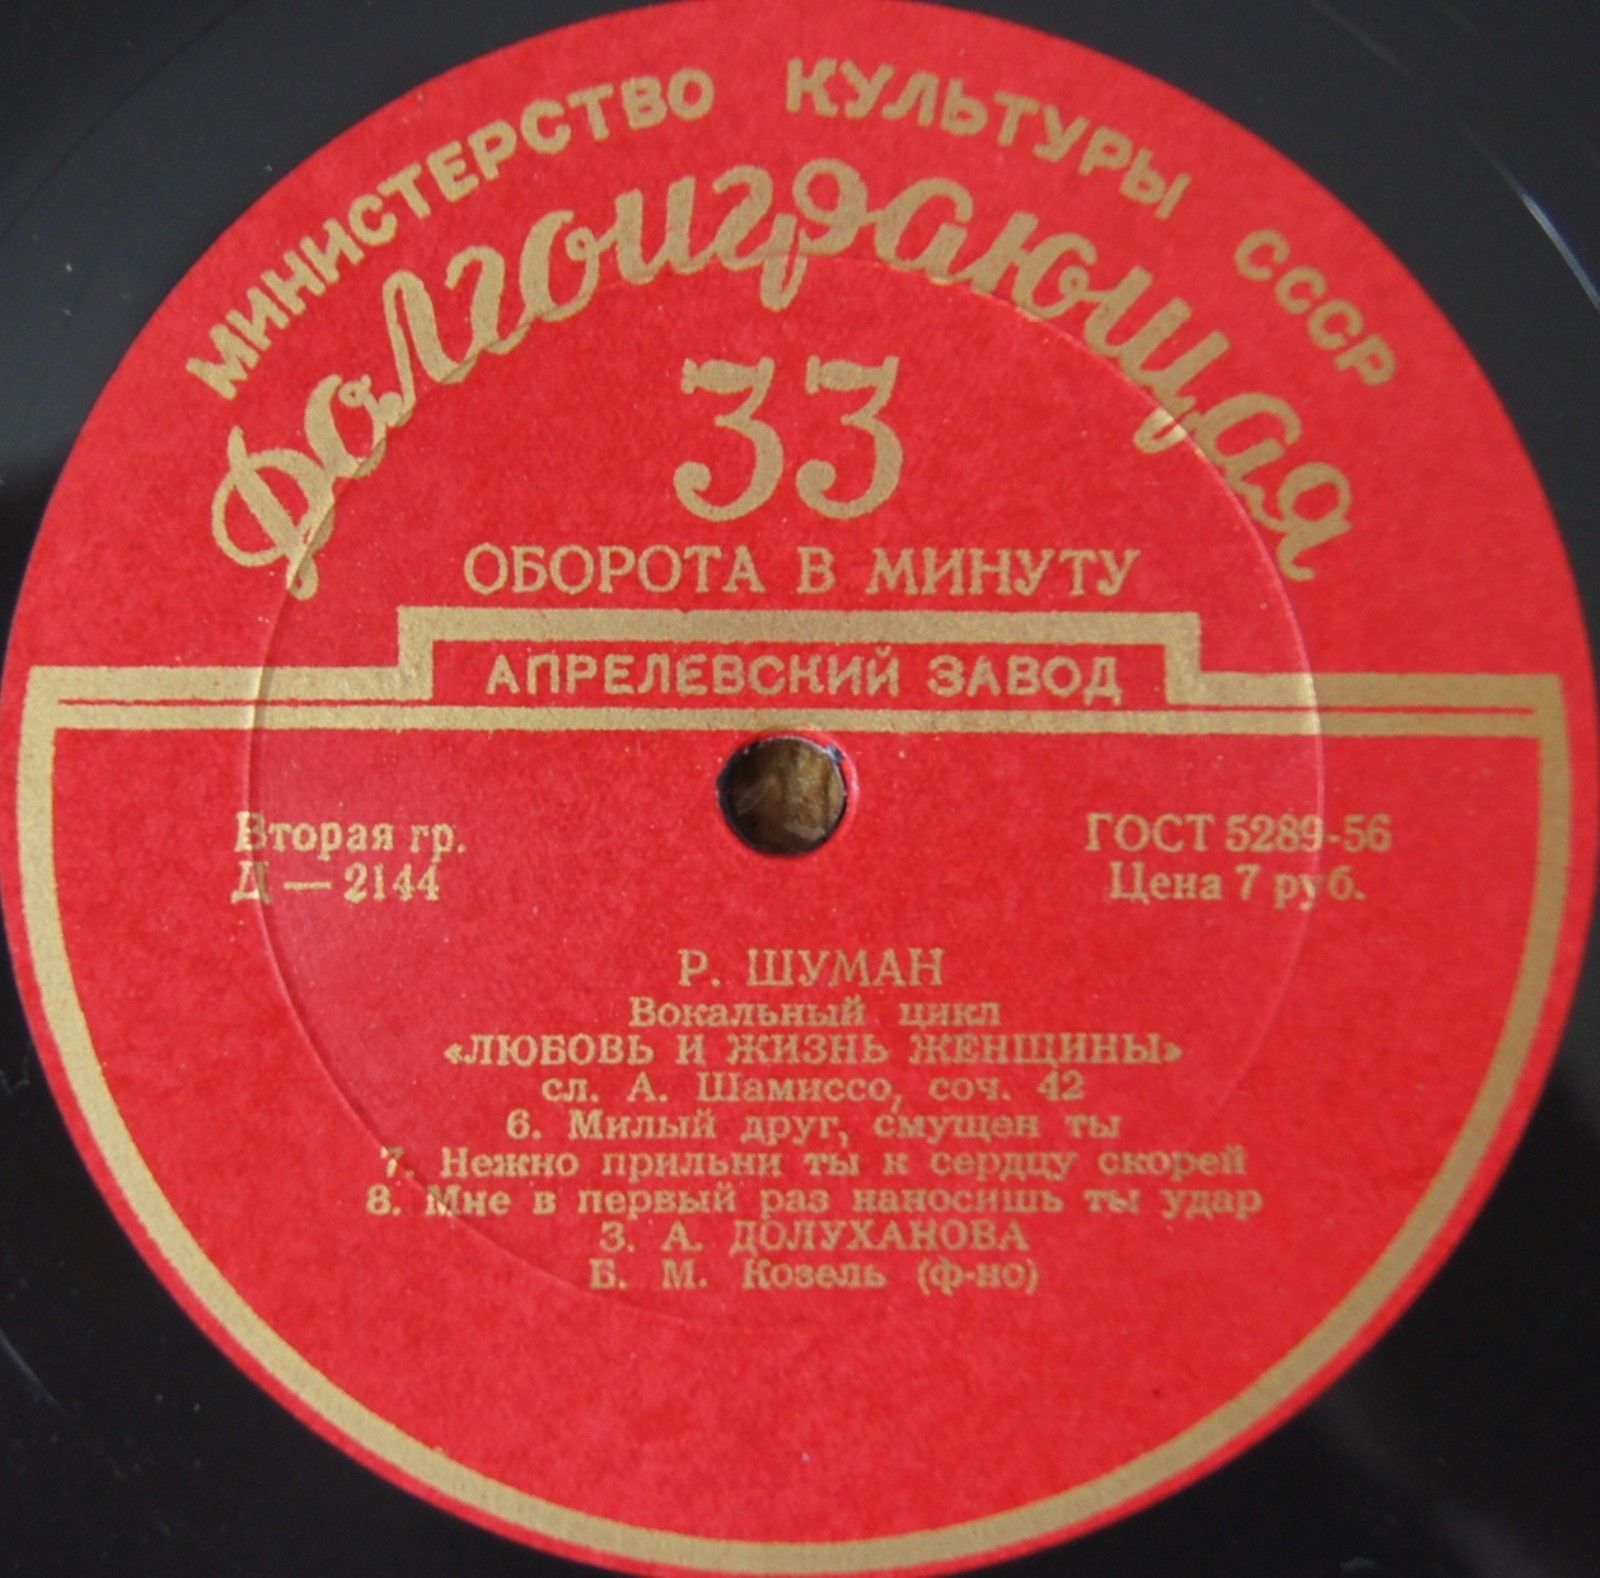 МИНИСТЕРСТВО КУЛЬТУРЫ СССР
Долгоиграющая
33
ОБОРОТА В МИНУТУ
АПРЕЛЕВСКИЙ ЗАВОД
Вторая гр.
Д — 2144
ГОСТ 5289-56
Цена 7 руб.
Р. ШУМАН
Вокальный цикл
«ЛЮБОВЬ И ЖИЗНЬ ЖЕНЩИНЫ»
сл. А. Шамиссо, соч. 42
6. Милый друг, смущен ты
7. Нежно прильни ты к сердцу скорей
8. Мне в первый раз наносишь ты удар
З. А. ДОЛУХАНОВА
Б. М. Козель (ф-но)